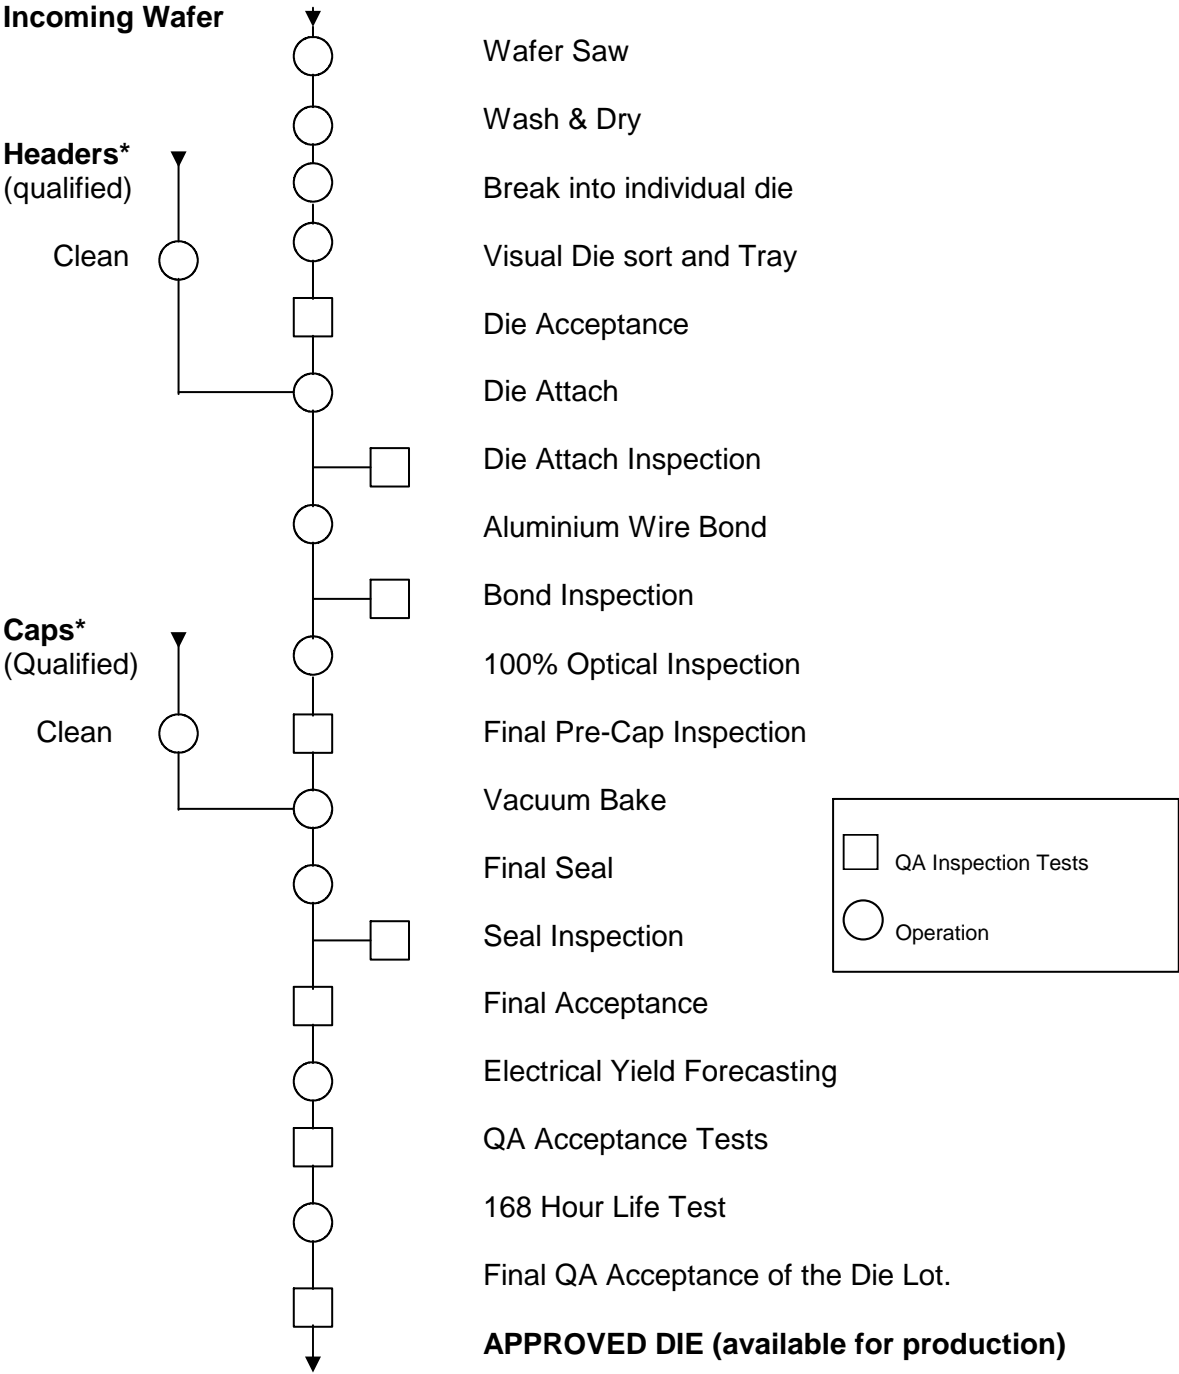 Incoming Wafer
Wafer Saw
Wash & Dry
Headers*
(qualified)
Break into individual die
Clean
Visual Die sort and Tray
Die Acceptance
Die Attach
Die Attach Inspection
Aluminium Wire Bond
Bond Inspection
Caps*
(Qualified)
100% Optical Inspection
Clean
Final Pre-Cap Inspection
Vacuum Bake
Final Seal
QA Inspection Tests
Operation
Seal Inspection
Final Acceptance
Electrical Yield Forecasting
QA Acceptance Tests
168 Hour Life Test
Final QA Acceptance of the Die Lot.
APPROVED DIE (available for production)